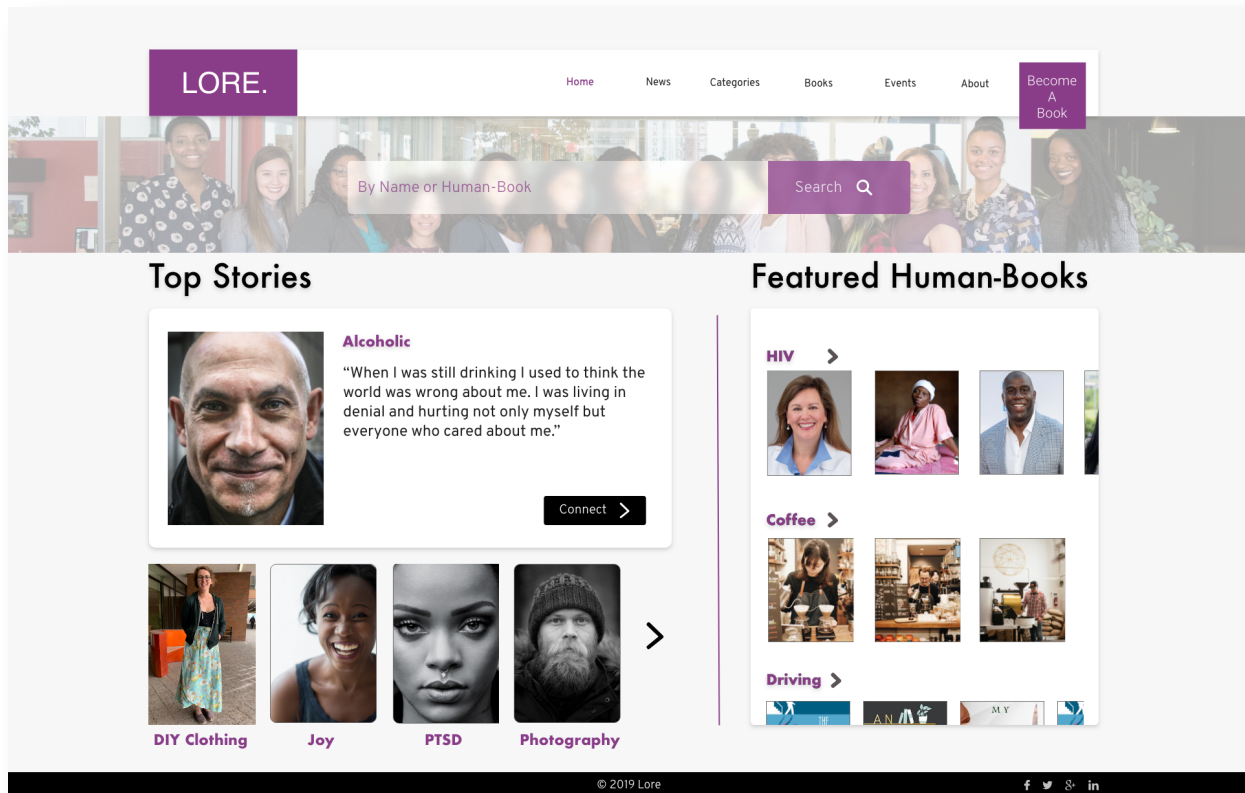 LORE.
Home
News
Categories
Books
Events
About
Become
A
Book
By Name or Human-Book
Search
Top Stories
Featured Human-Books
Alcoholic
“When I was still drinking I used to think the
world was wrong about me. I was living in
denial and hurting not only myself but
everyone who cared about me.”
Connect
DIY Clothing
Joy
PTSD
Photography
HIV
Coffee
Driving
THE
AN
MY
© 2019 Lore